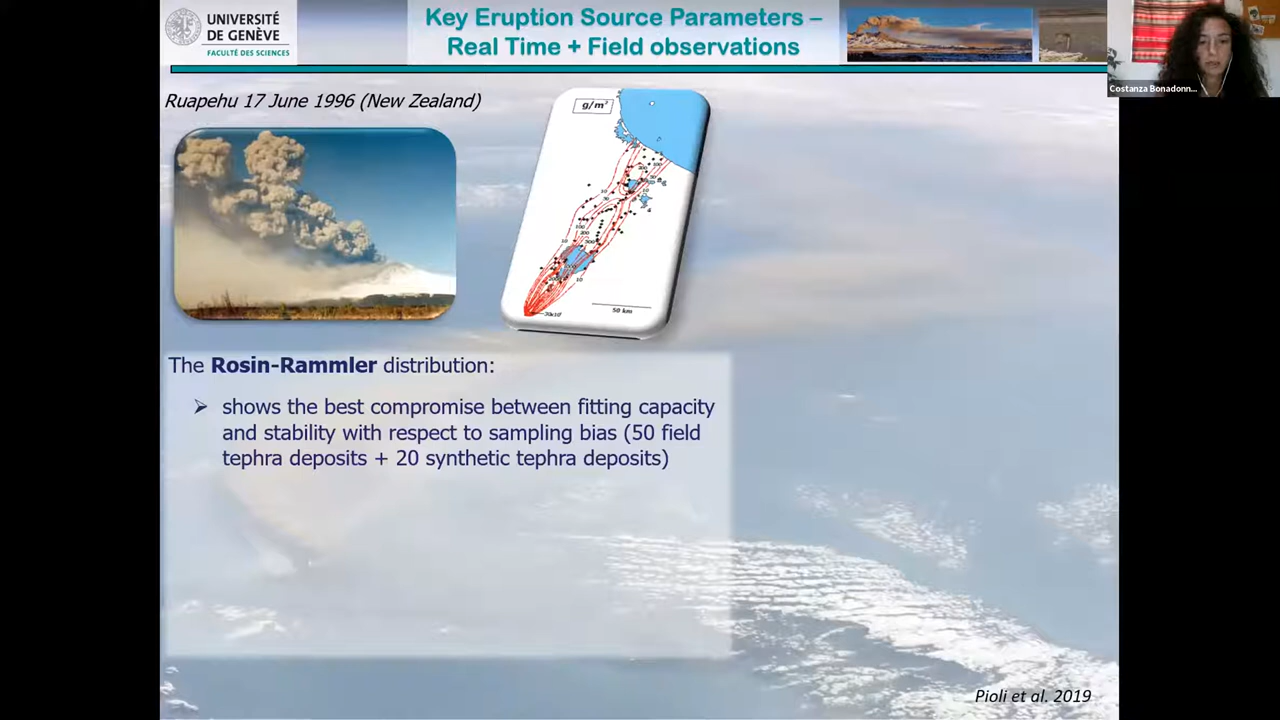 UNIVERSITÉ
DE GENÈVE
FACULTÉ DES SCIENCES
Key Eruption Source Parameters –
Real Time + Field observations
Costanza Bonadonn...
Ruapehu 17 June 1996 (New Zealand)
g/m²
50 km
The Rosin-Rammler distribution:
➢ shows the best compromise between fitting capacity
and stability with respect to sampling bias (50 field
tephra deposits + 20 synthetic tephra deposits)
Pioli et al. 2019